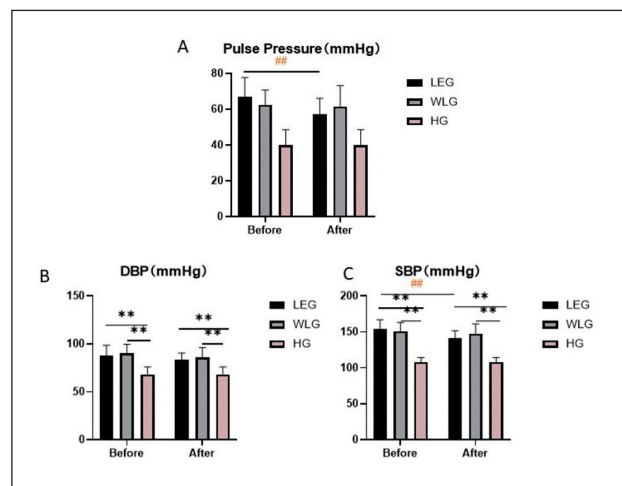 A
Pulse Pressure(mmHg)
##
80
60
40
20
0
Before
After
LEG
WLG
HG
B
DBP(mmHg)
150
100
50
0
**
**
**
**
Before
After
LEG
WLG
HG
C
SBP(mmHg)
##
200
150
100
50
0
**
**
**
**
Before
After
LEG
WLG
HG